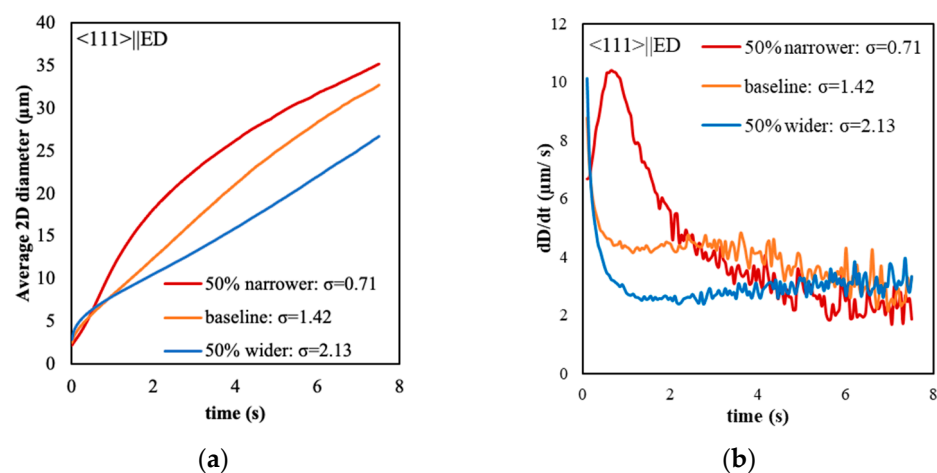 <111>||ED
Average 2D diameter (μm)
40
35
30
25
20
15
10
5
0
50% narrower: σ=0.71
baseline: σ=1.42
50% wider: σ=2.13
0
2
4
6
8
time (s)
(a)
<111>||ED
dD/dt (μm/ s)
12
10
8
6
4
2
0
50% narrower: σ=0.71
baseline: σ=1.42
50% wider: σ=2.13
0
2
4
6
8
time (s)
(b)